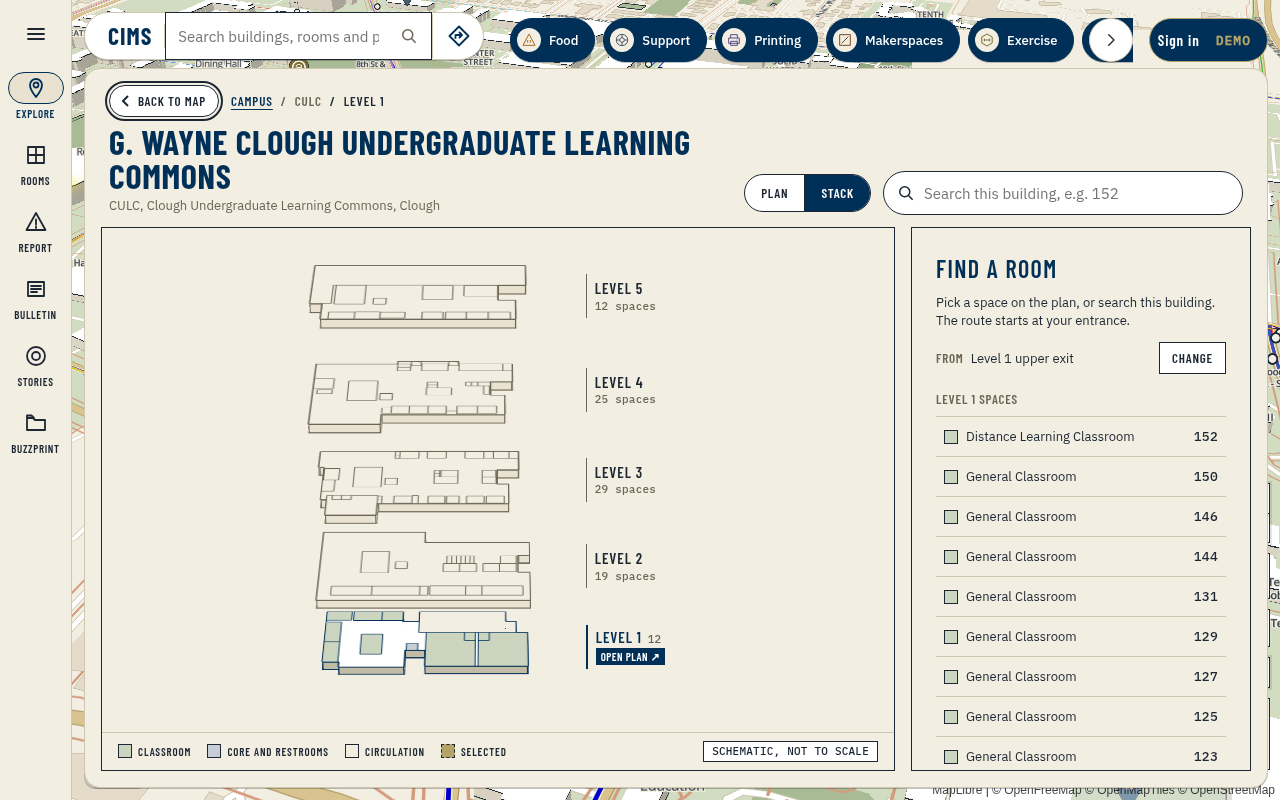 CIMS
Search buildings, rooms and p
Food
Support
Printing
Makerspaces
Exercise
Sign in
DEMO
TENTH
Dining Hall
8th St &
STREET
EXPLORE
ROOMS
REPORT
BULLETIN
STORIES
BUZZPRINT
BACK TO MAP
CAMPUS / CULC / LEVEL 1
G. WAYNE CLOUGH UNDERGRADUATE LEARNING
COMMONS
CULC, Clough Undergraduate Learning Commons, Clough
PLAN
STACK
Search this building, e.g. 152
LEVEL 5
12 spaces
LEVEL 4
25 spaces
LEVEL 3
29 spaces
LEVEL 2
19 spaces
LEVEL 1 12
OPEN PLAN ↗
CLASSROOM
CORE AND RESTROOMS
CIRCULATION
SELECTED
SCHEMATIC, NOT TO SCALE
FIND A ROOM
Pick a space on the plan, or search this building.
The route starts at your entrance.
FROM Level 1 upper exit
CHANGE
LEVEL 1 SPACES
Distance Learning Classroom 152
General Classroom 150
General Classroom 146
General Classroom 144
General Classroom 131
General Classroom 129
General Classroom 127
General Classroom 125
General Classroom 123
Education
MapLibre | © OpenFreeMap © OpenMapTiles © OpenStreetMap